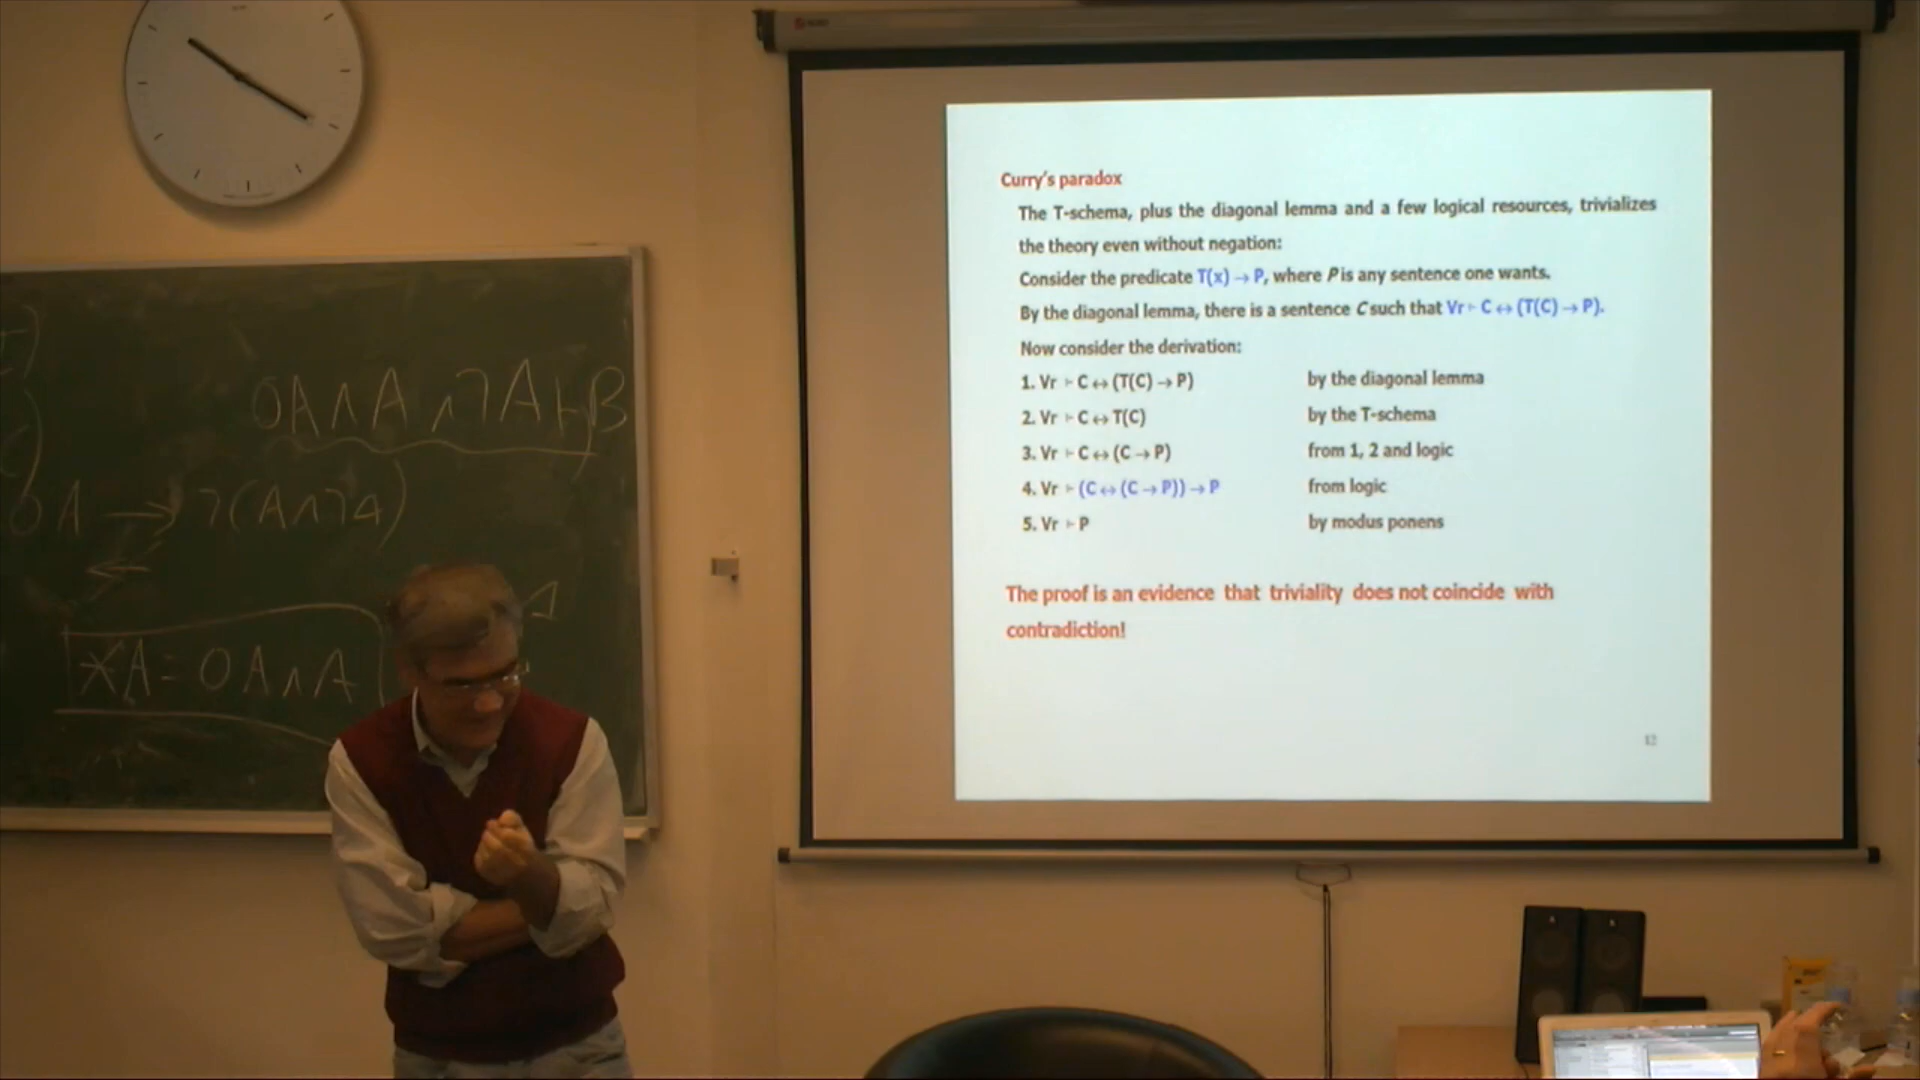 ○A∧A∧¬A⊢B
○A → ¬(A∧¬A)
←
*A = ○A∧A
Curry's paradox
The T-schema, plus the diagonal lemma and a few logical resources, trivializes
the theory even without negation:
Consider the predicate T(x) → P, where P is any sentence one wants.
By the diagonal lemma, there is a sentence C such that Vr ⊢ C ↔ (T(C) → P).
Now consider the derivation:
1. Vr ⊢ C ↔ (T(C) → P) by the diagonal lemma
2. Vr ⊢ C ↔ T(C) by the T-schema
3. Vr ⊢ C ↔ (C → P) from 1, 2 and logic
4. Vr ⊢ (C ↔ (C → P)) → P from logic
5. Vr ⊢ P by modus ponens
The proof is an evidence that triviality does not coincide with
contradiction!
12